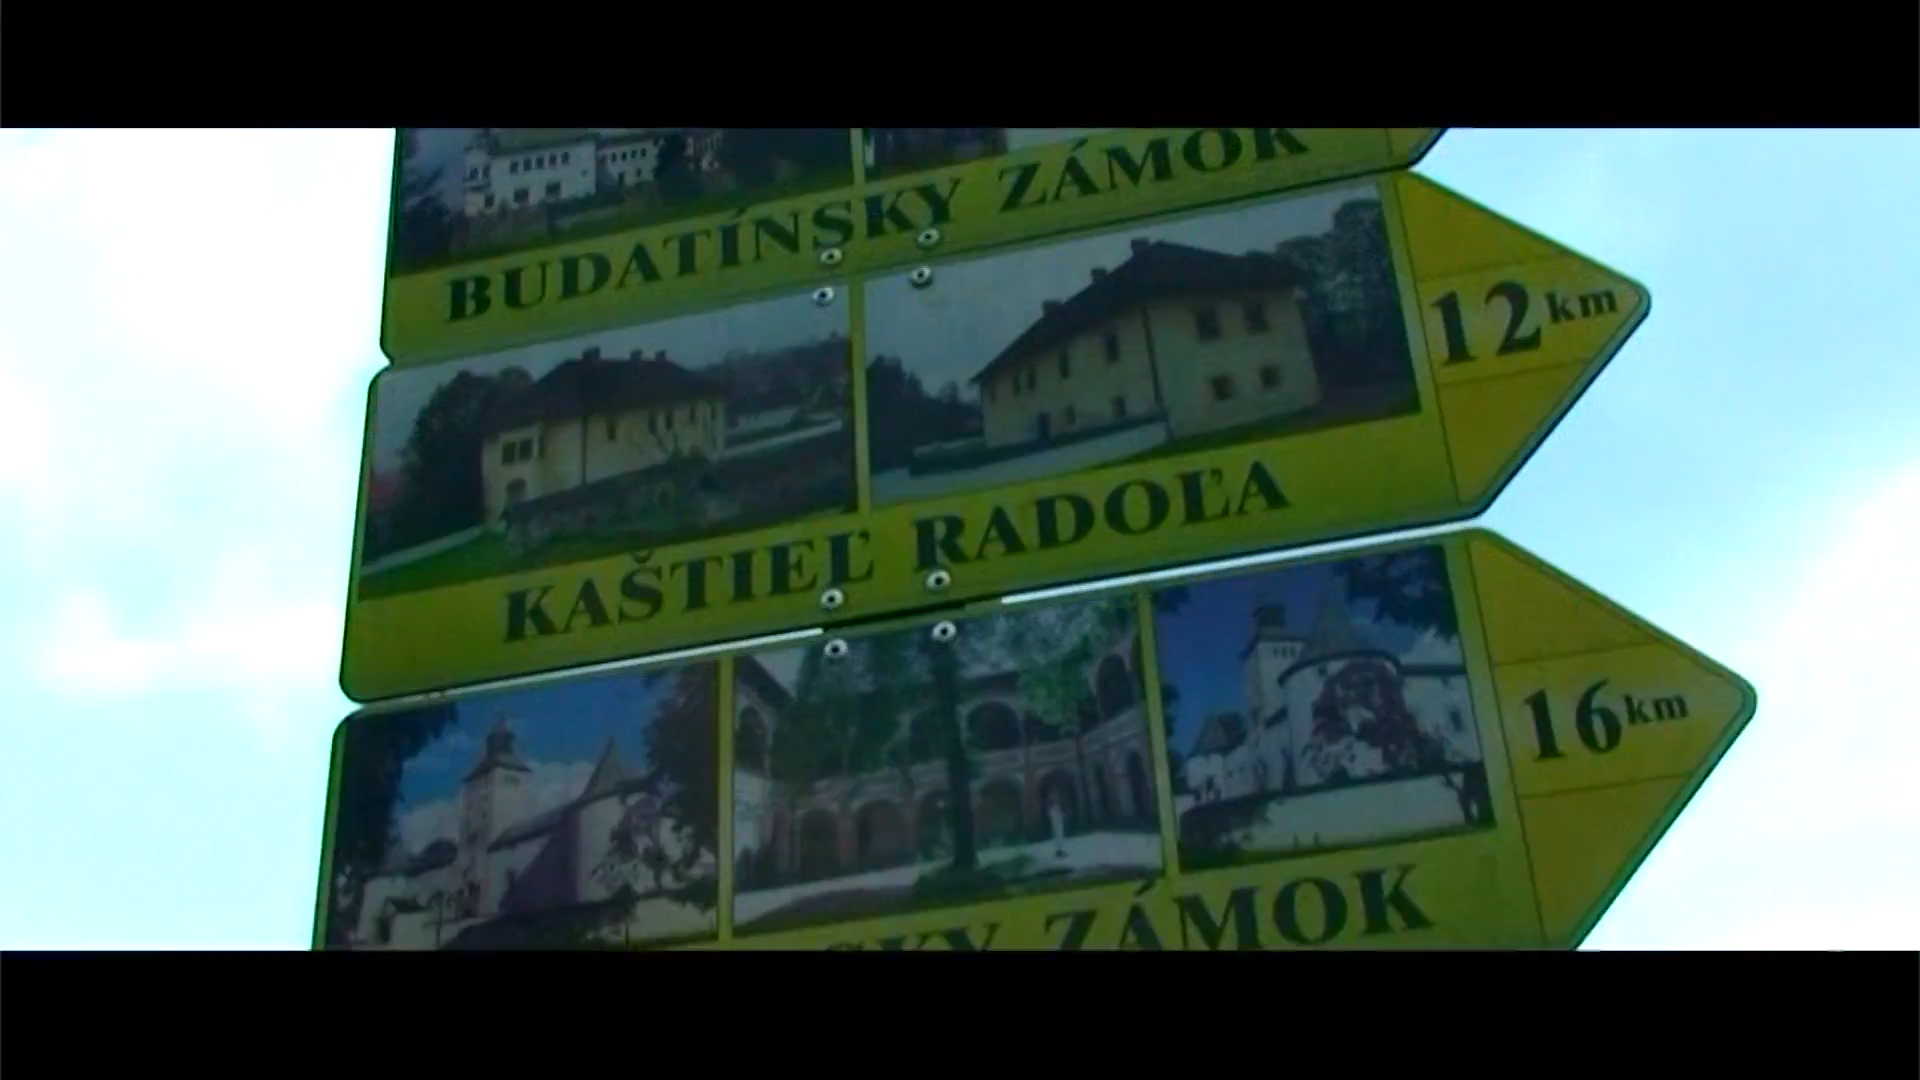 BUDATÍNSKY ZÁMOK
12 km
KAŠTIEĽ RADOĽA
16 km
ZÁMOK